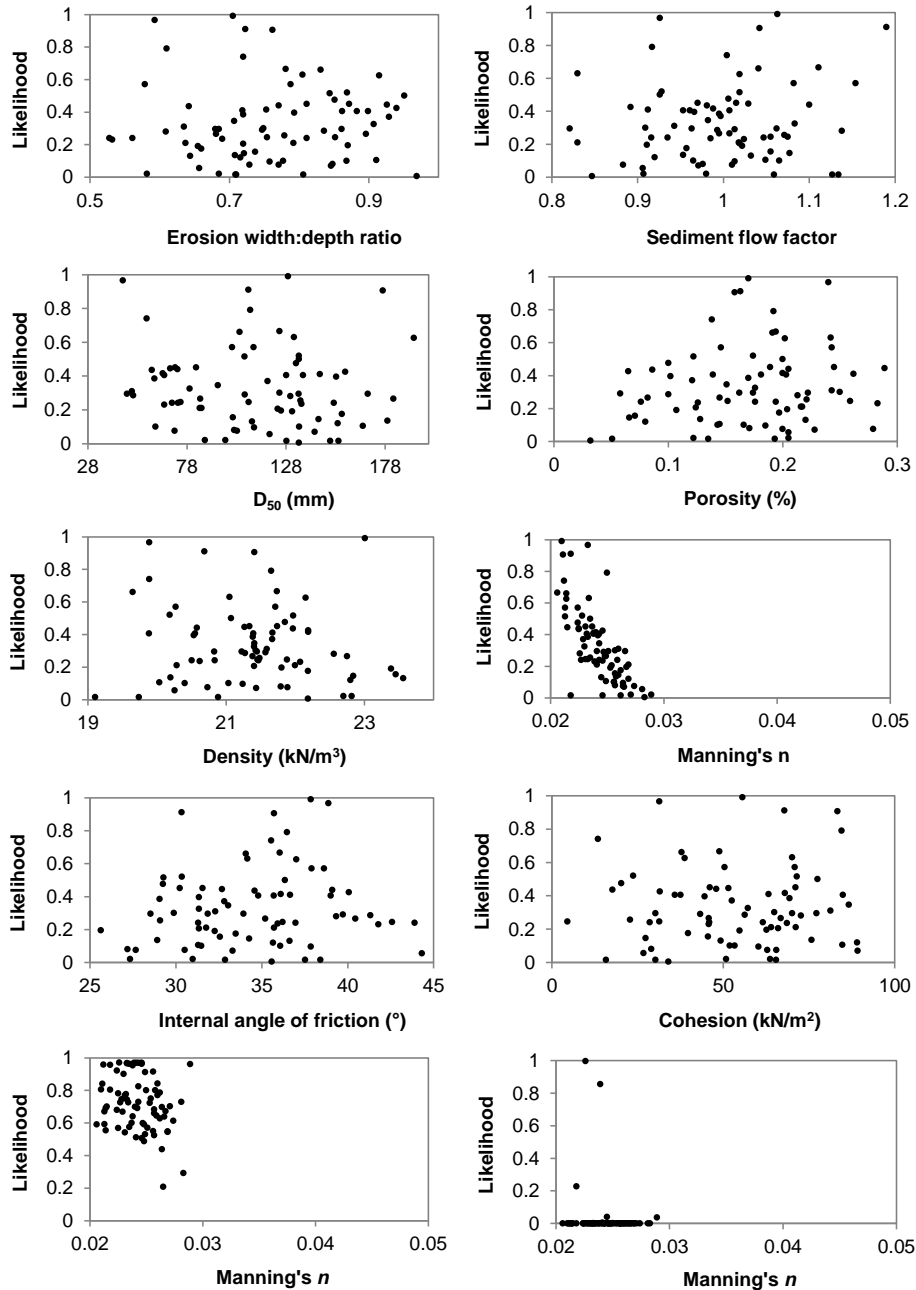 1
0.8
0.6
0.4
0.2
0
0.5 0.7 0.9
Likelihood
Erosion width:depth ratio
1
0.8
0.6
0.4
0.2
0
0.8 0.9 1 1.1 1.2
Likelihood
Sediment flow factor
1
0.8
0.6
0.4
0.2
0
28 78 128 178
Likelihood
D₅₀ (mm)
1
0.8
0.6
0.4
0.2
0
0 0.1 0.2 0.3
Likelihood
Porosity (%)
1
0.8
0.6
0.4
0.2
0
19 21 23
Likelihood
Density (kN/m³)
1
0.8
0.6
0.4
0.2
0
0.02 0.03 0.04 0.05
Likelihood
Manning's n
1
0.8
0.6
0.4
0.2
0
25 30 35 40 45
Likelihood
Internal angle of friction (°)
1
0.8
0.6
0.4
0.2
0
0 50 100
Likelihood
Cohesion (kN/m²)
1
0.8
0.6
0.4
0.2
0
0.02 0.03 0.04 0.05
Likelihood
Manning's n
1
0.8
0.6
0.4
0.2
0
0.02 0.03 0.04 0.05
Likelihood
Manning's n